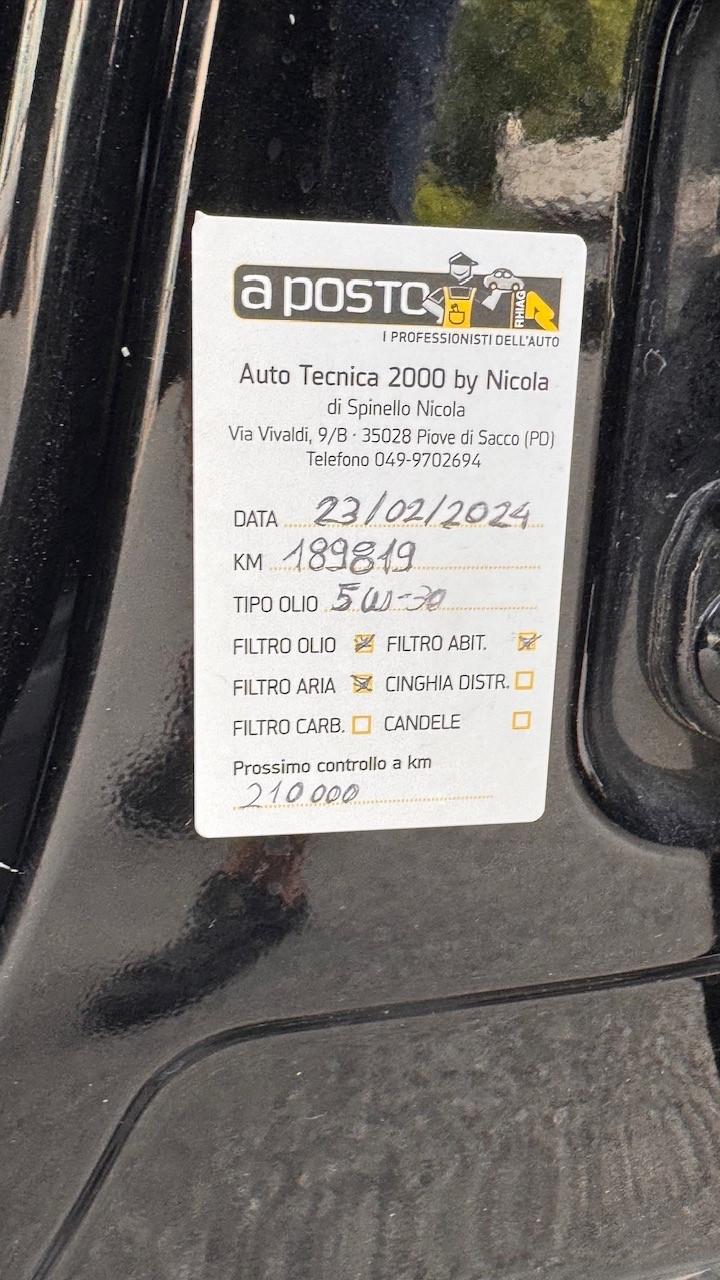 a posto
RHIAG
I PROFESSIONISTI DELL'AUTO
Auto Tecnica 2000 by Nicola
di Spinello Nicola
Via Vivaldi, 9/B · 35028 Piove di Sacco (PD)
Telefono 049-9702694
DATA 23/02/2024
KM 189819
TIPO OLIO 5W-30
FILTRO OLIO FILTRO ABIT.
FILTRO ARIA CINGHIA DISTR.
FILTRO CARB. CANDELE
Prossimo controllo a km
210000